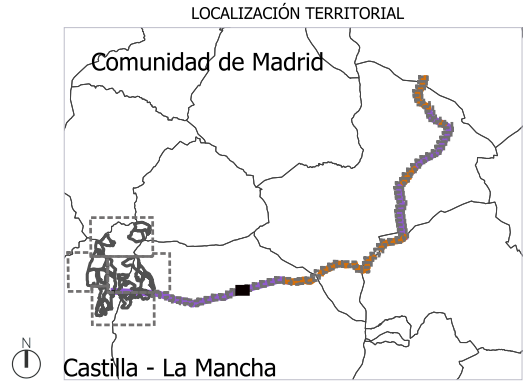 LOCALIZACIÓN TERRITORIAL
Comunidad de Madrid
N
Castilla - La Mancha